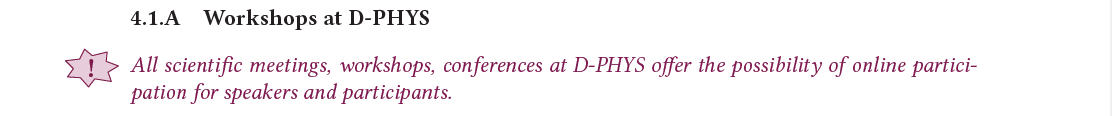 4.1.A Workshops at D-PHYS
! All scientific meetings, workshops, conferences at D-PHYS offer the possibility of online partici-
pation for speakers and participants.